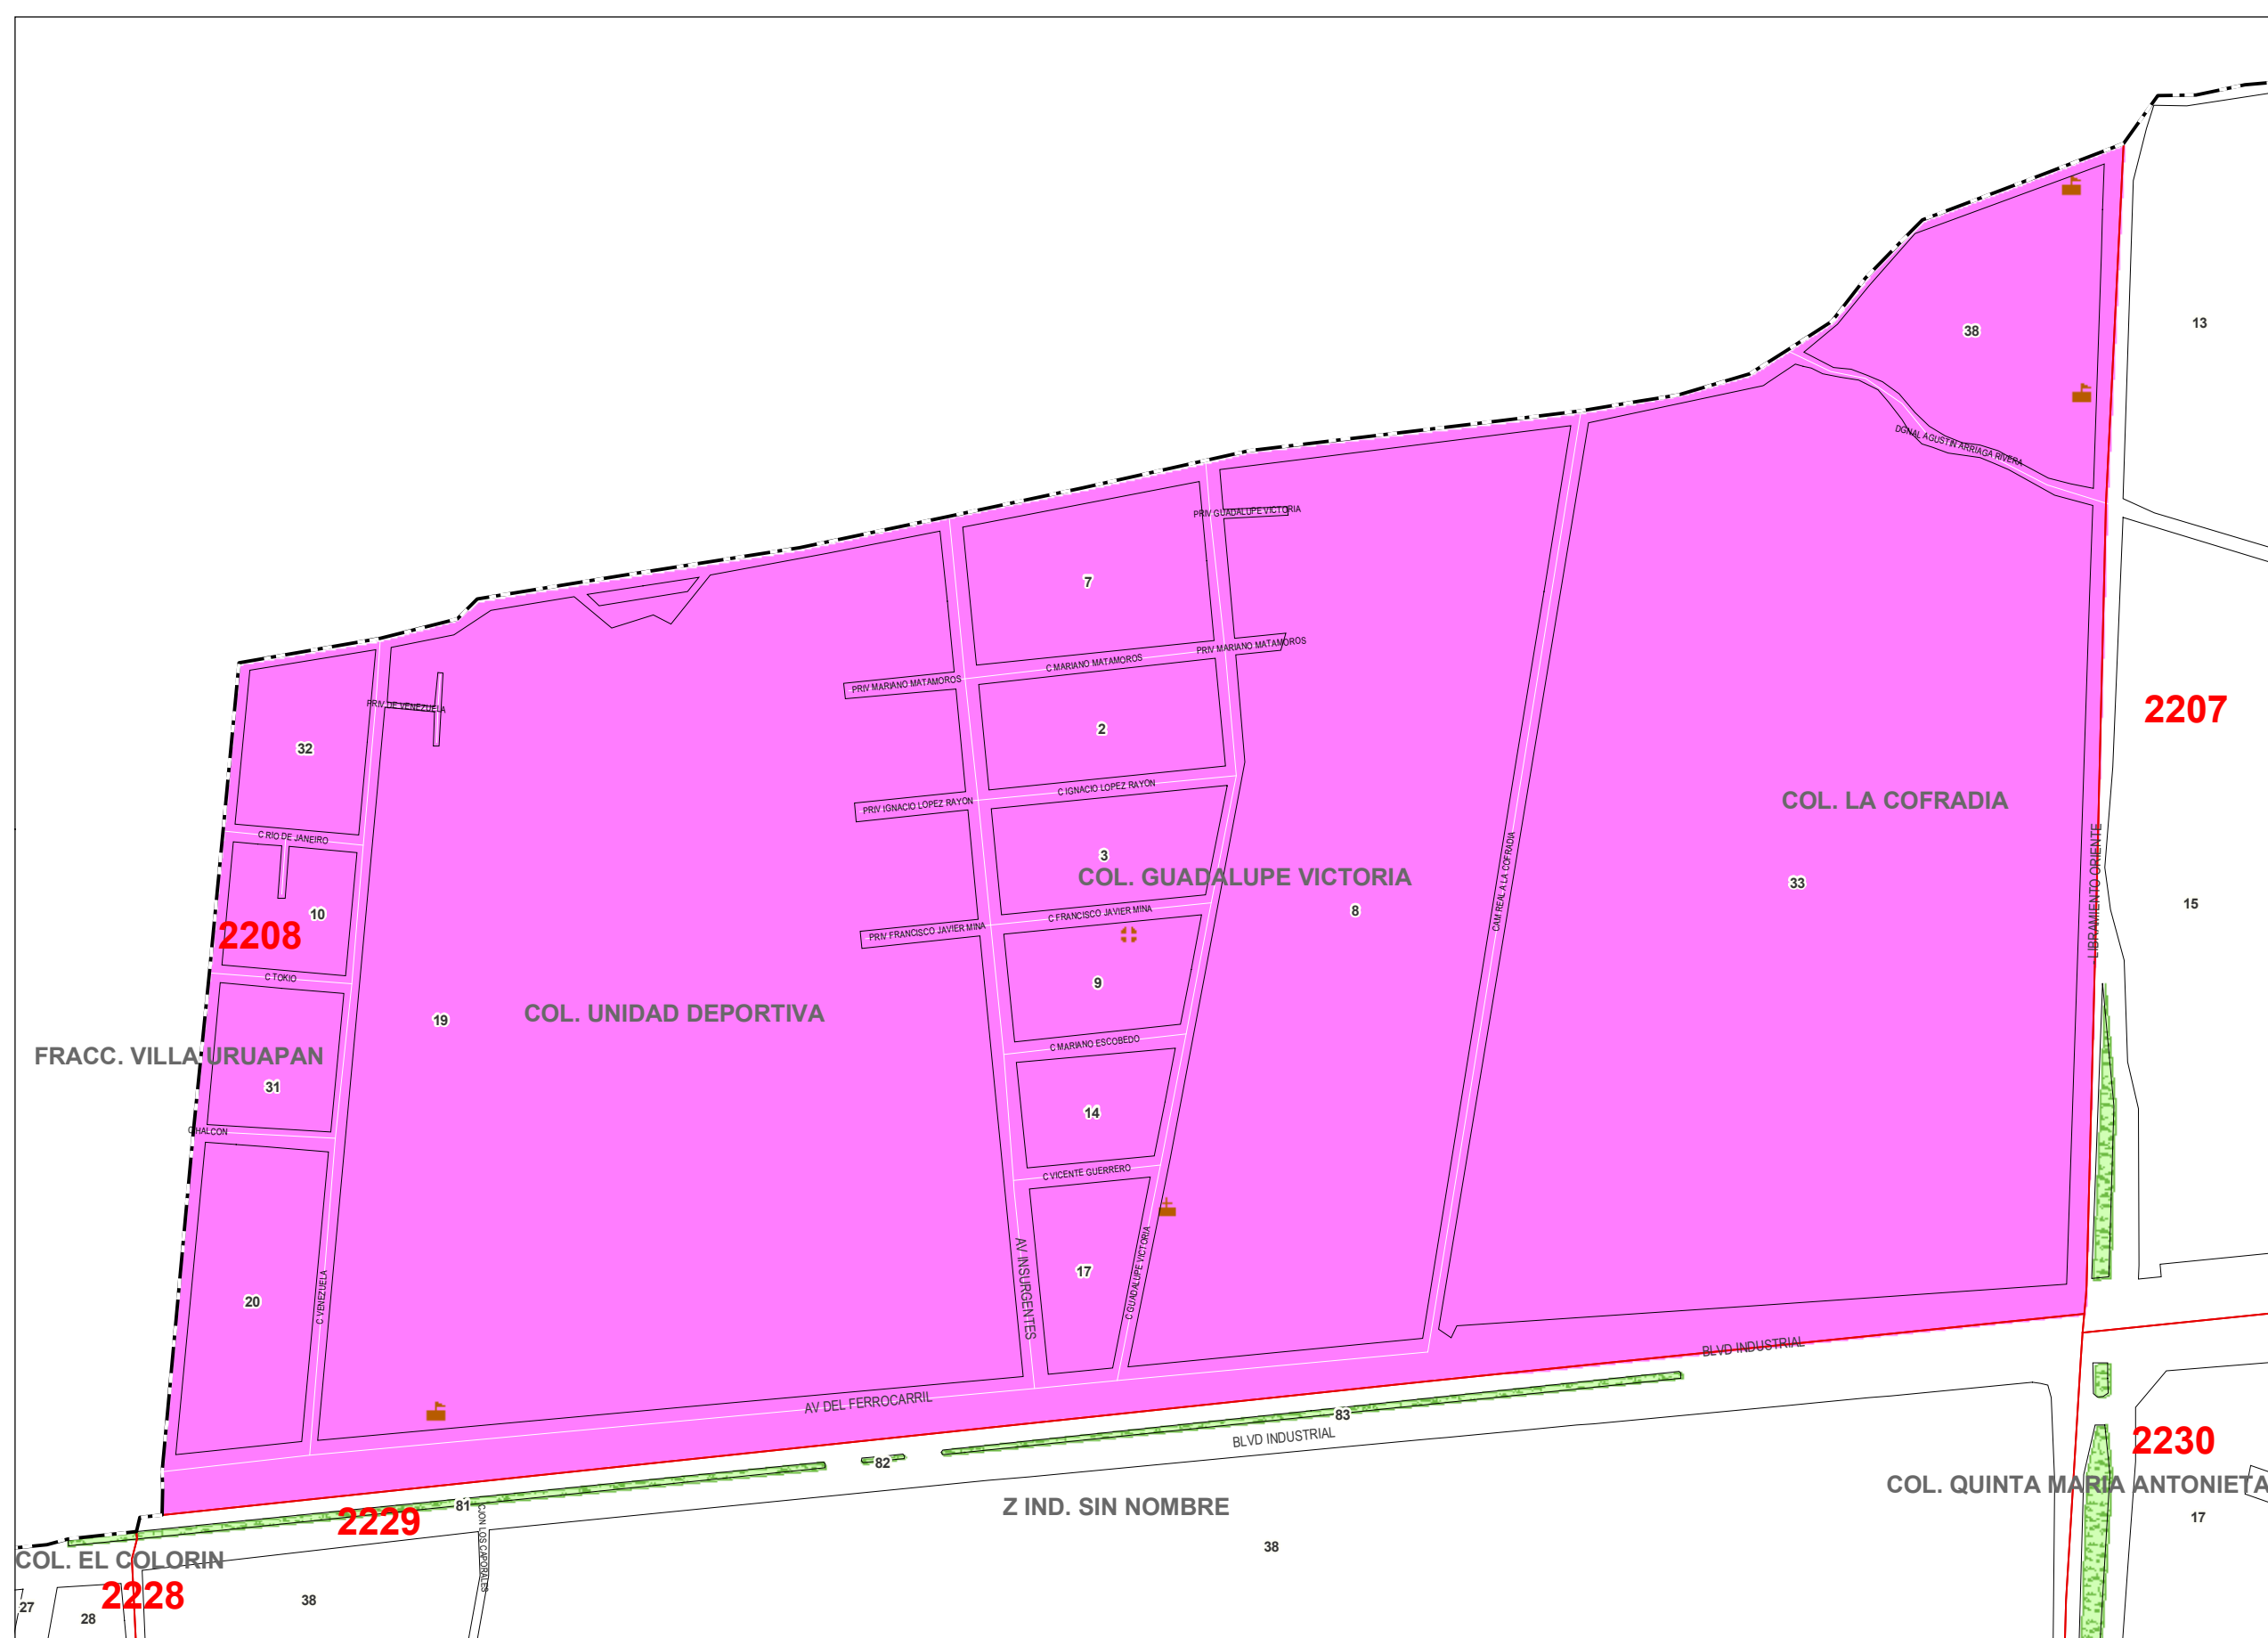 13
38
DGNAL AGUSTIN ARRIAGA RIVERA
PRIV GUADALUPE VICTORIA
7
PRIV MARIANO MATAMOROS
C MARIANO MATAMOROS
PRIV MARIANO MATAMOROS
PRIV DE VENEZUELA
2207
2
32
C IGNACIO LOPEZ RAYON
PRIV IGNACIO LOPEZ RAYON
COL. LA COFRADIA
C RIO DE JANEIRO
3
COL. GUADALUPE VICTORIA
CAM REAL A LA COFRADIA
33
LIBRAMIENTO ORIENTE
15
8
10
C FRANCISCO JAVIER MINA
PRIV FRANCISCO JAVIER MINA
2208
C TOKIO
9
COL. UNIDAD DEPORTIVA
19
C MARIANO ESCOBEDO
FRACC. VILLA URUAPAN
31
14
C HALCON
C VICENTE GUERRERO
17
C GUADALUPE VICTORIA
AV INSURGENTES
20
C VENEZUELA
BLVD INDUSTRIAL
AV DEL FERROCARRIL
83
BLVD INDUSTRIAL
2230
82
COL. QUINTA MARIA ANTONIETA
81
Z IND. SIN NOMBRE
17
2229
CJON LOS CAPORALES
38
COL. EL COLORIN
2228
38
27
28